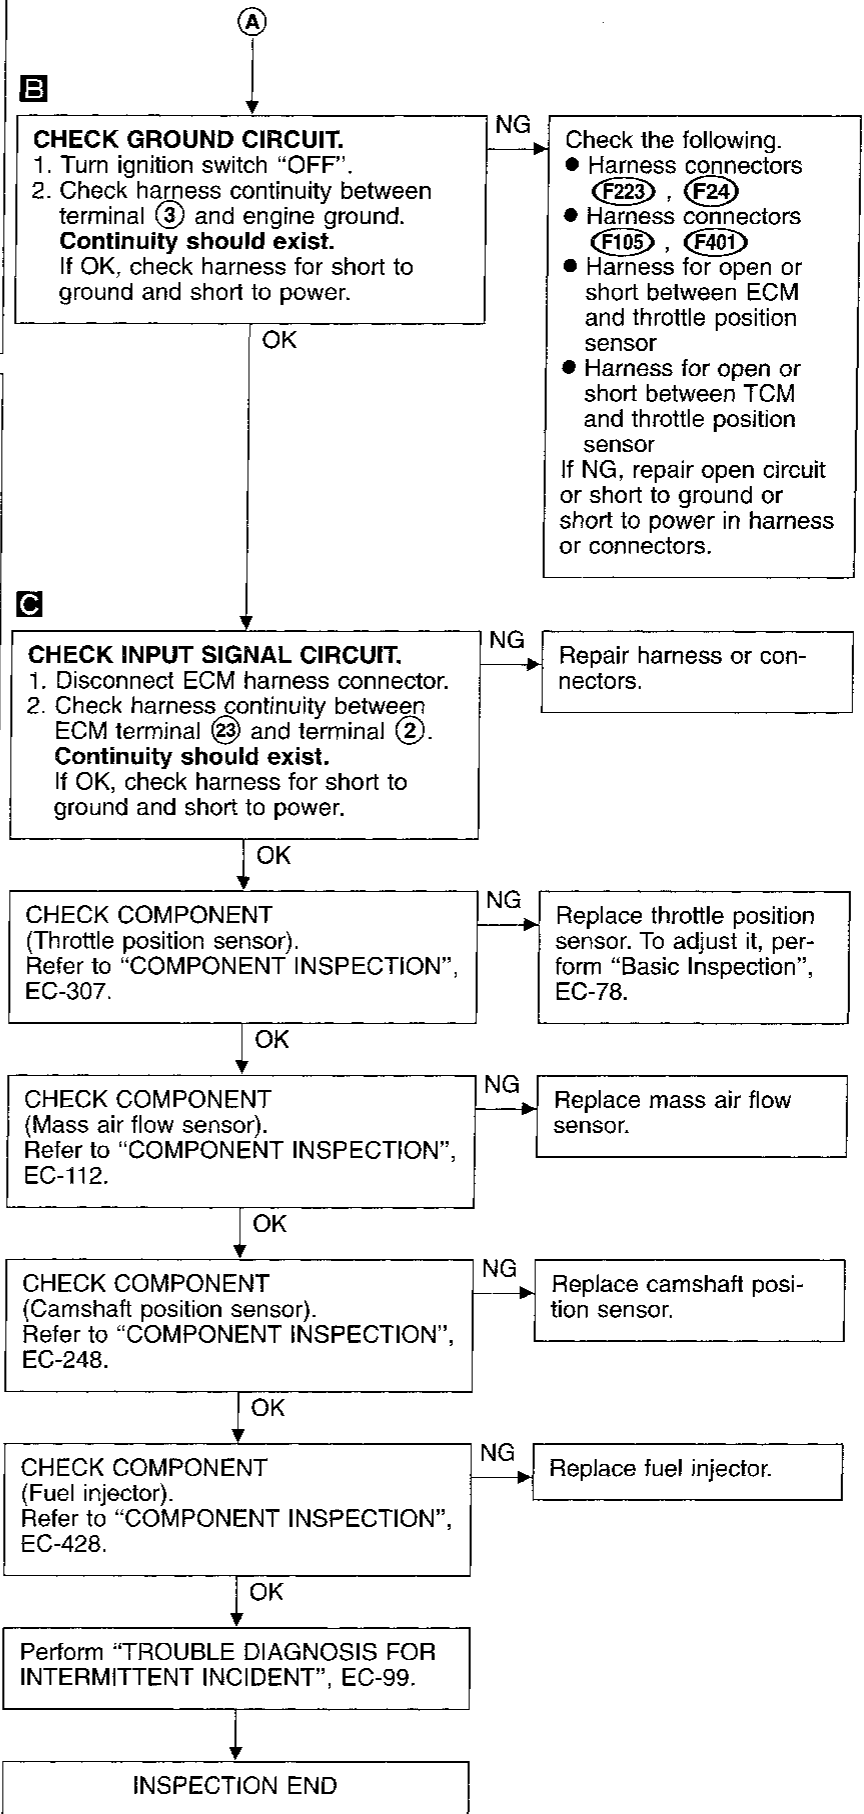 A
B
CHECK GROUND CIRCUIT.
1. Turn ignition switch “OFF”.
2. Check harness continuity between
terminal ③ and engine ground.
Continuity should exist.
If OK, check harness for short to
ground and short to power.
NG
Check the following.
● Harness connectors
F223 , F24
● Harness connectors
F105 , F401
● Harness for open or
short between ECM
and throttle position
sensor
● Harness for open or
short between TCM
and throttle position
sensor
If NG, repair open circuit
or short to ground or
short to power in harness
or connectors.
OK
C
CHECK INPUT SIGNAL CIRCUIT.
1. Disconnect ECM harness connector.
2. Check harness continuity between
ECM terminal ㉓ and terminal ②.
Continuity should exist.
If OK, check harness for short to
ground and short to power.
NG
Repair harness or con-
nectors.
OK
CHECK COMPONENT
(Throttle position sensor).
Refer to “COMPONENT INSPECTION”,
EC-307.
NG
Replace throttle position
sensor. To adjust it, per-
form “Basic Inspection”,
EC-78.
OK
CHECK COMPONENT
(Mass air flow sensor).
Refer to “COMPONENT INSPECTION”,
EC-112.
NG
Replace mass air flow
sensor.
OK
CHECK COMPONENT
(Camshaft position sensor).
Refer to “COMPONENT INSPECTION”,
EC-248.
NG
Replace camshaft posi-
tion sensor.
OK
CHECK COMPONENT
(Fuel injector).
Refer to “COMPONENT INSPECTION”,
EC-428.
NG
Replace fuel injector.
OK
Perform “TROUBLE DIAGNOSIS FOR
INTERMITTENT INCIDENT”, EC-99.
INSPECTION END